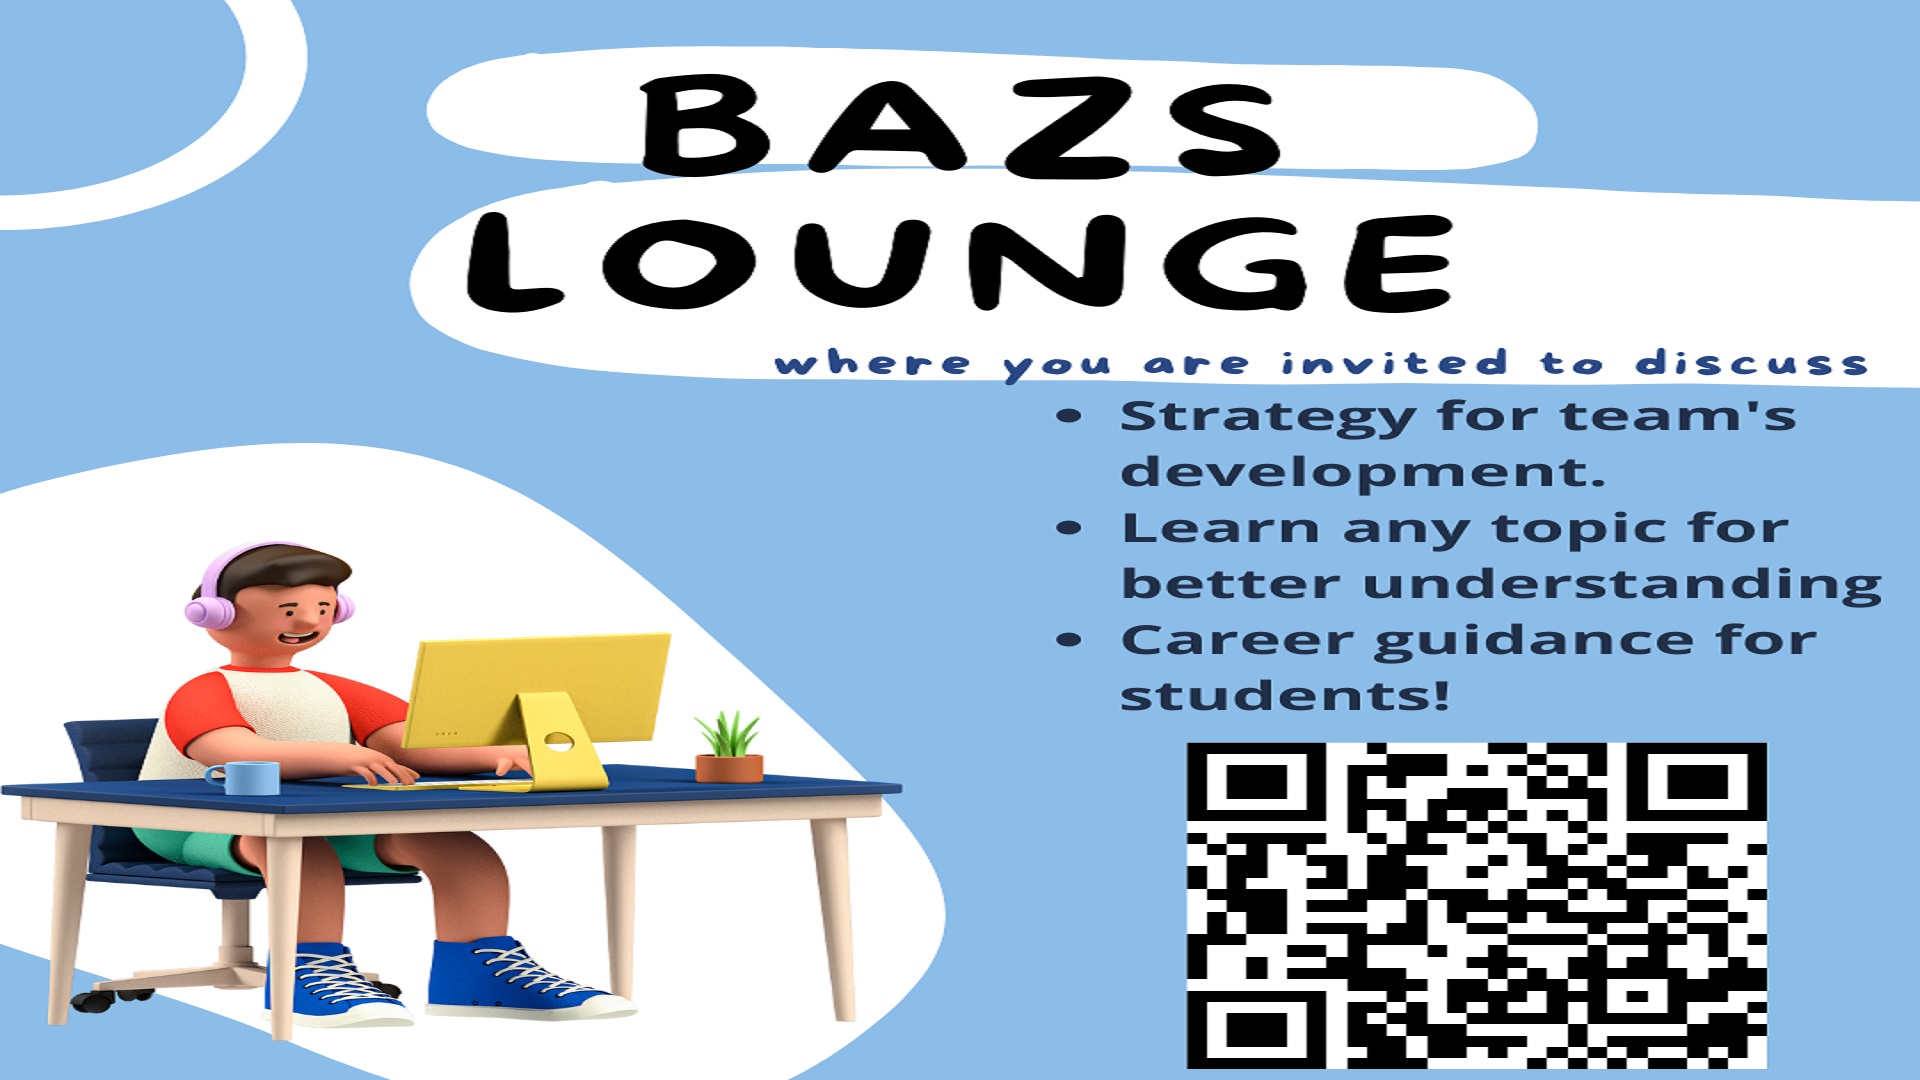 BAZS
LOUNGE
where you are invited to discuss
• Strategy for team's
development.
• Learn any topic for
better understanding
• Career guidance for
students!